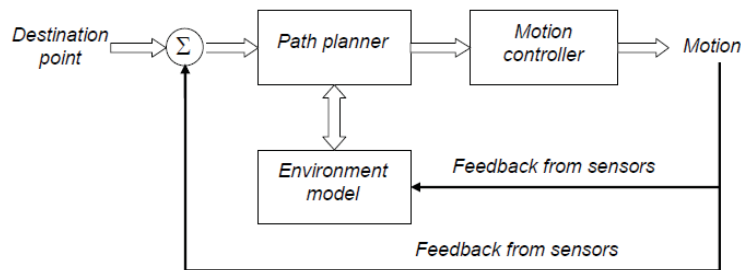 Destination
point
Σ
Path planner
Motion
controller
Motion
Environment
model
Feedback from sensors
Feedback from sensors